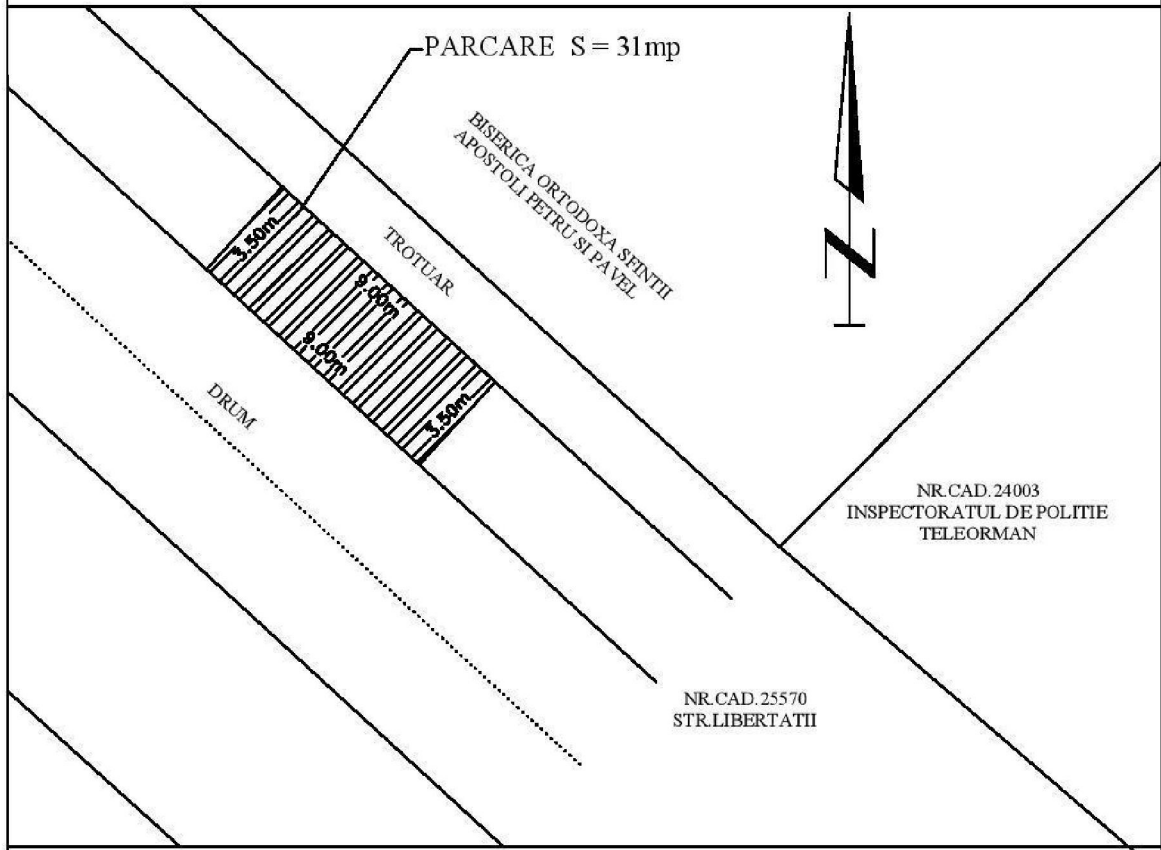 PARCARE S = 31mp
BISERICA ORTODOXA SFINTII
APOSTOLI PETRU SI PAVEL
TROTUAR
3.50m
9.00m
9.00m
3.50m
DRUM
N
NR.CAD.24003
INSPECTORATUL DE POLITIE
TELEORMAN
NR.CAD.25570
STR.LIBERTATII